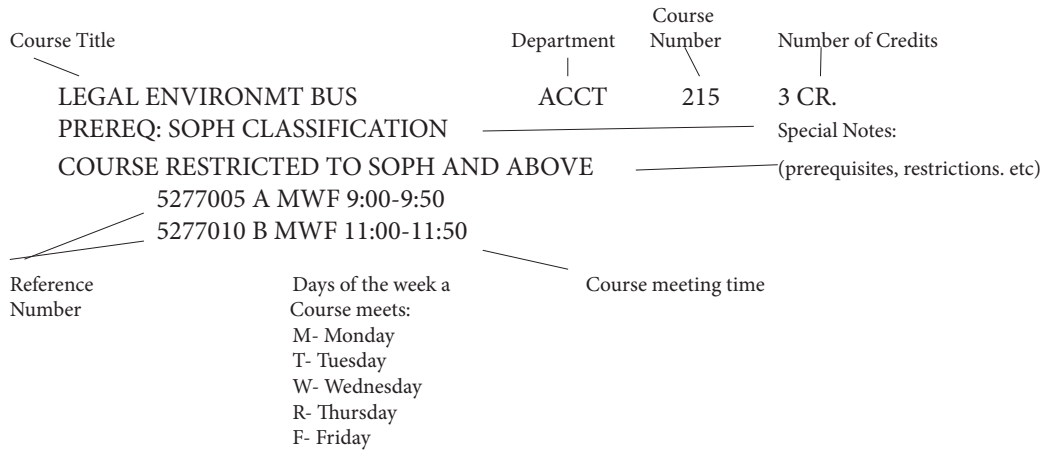 Course
Course Title Department Number Number of Credits
LEGAL ENVIRONMT BUS ACCT 215 3 CR.
PREREQ: SOPH CLASSIFICATION Special Notes:
COURSE RESTRICTED TO SOPH AND ABOVE (prerequisites, restrictions. etc)
5277005 A MWF 9:00-9:50
5277010 B MWF 11:00-11:50
Reference Days of the week a Course meeting time
Number Course meets:
M- Monday
T- Tuesday
W- Wednesday
R- Thursday
F- Friday